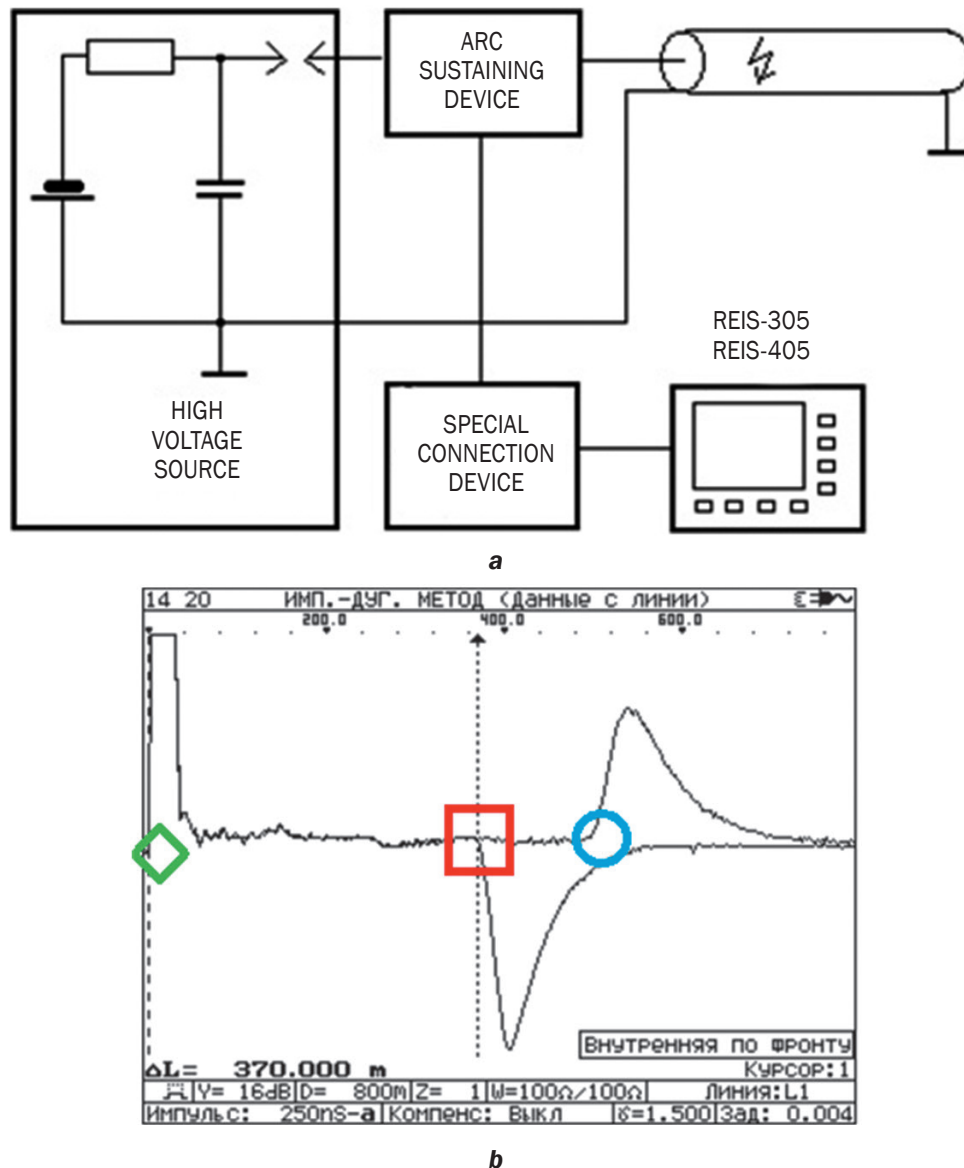 ARC
SUSTAINING
DEVICE
REIS-305
REIS-405
HIGH
VOLTAGE
SOURCE
SPECIAL
CONNECTION
DEVICE
a
14 20 ИМП.-ДУГ. МЕТОД (Данные с линии)
200.0 400.0 600.0
Внутренняя по фронту
ΔL= 370.000 m Курсор:1
Y= 16dB D= 800m Z= 1 W=100Ω/100Ω Линия:L1
Импульс: 250nS-a Компенс: Выкл γ=1.500 Зад: 0.004
b